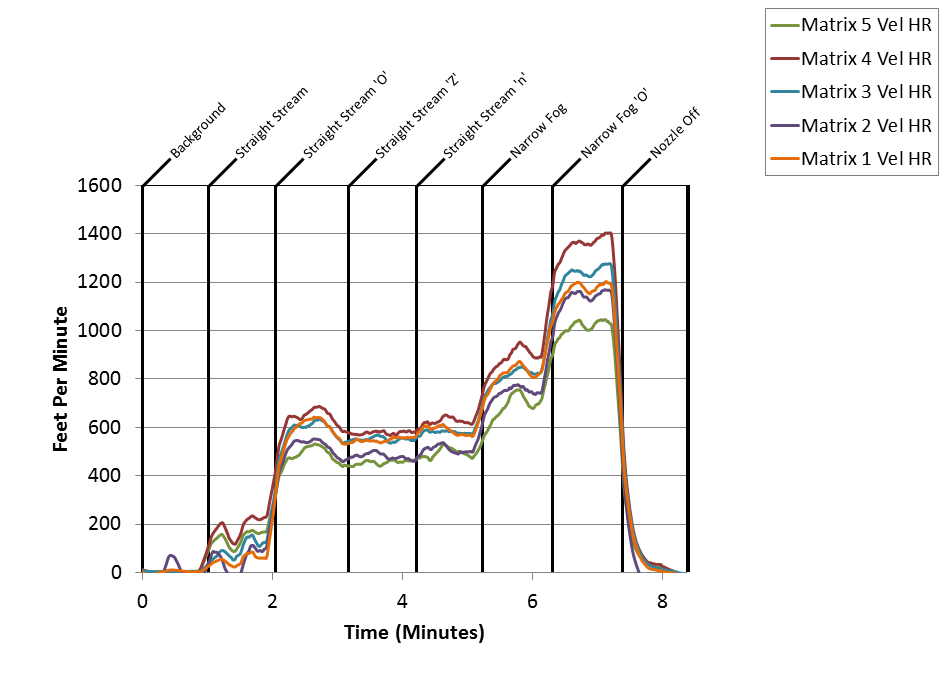 Matrix 5 Vel HR
Matrix 4 Vel HR
Matrix 3 Vel HR
Matrix 2 Vel HR
Matrix 1 Vel HR
Background
Straight Stream
Straight Stream 'O'
Straight Stream 'Z'
Straight Stream 'n'
Narrow Fog
Narrow Fog 'O'
Nozzle Off
1600
1400
1200
1000
800
600
400
200
0
Feet Per Minute
0 2 4 6 8
Time (Minutes)